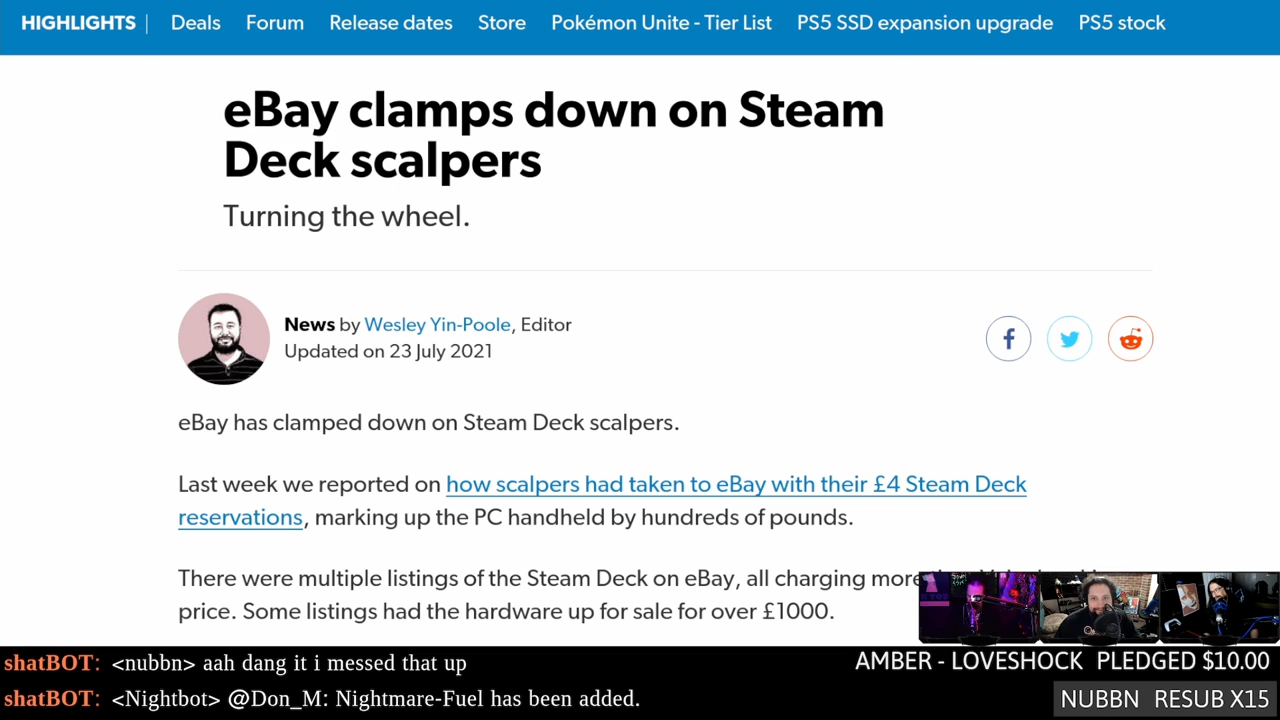 HIGHLIGHTS Deals Forum Release dates Store Pokémon Unite - Tier List PS5 SSD expansion upgrade PS5 stock
eBay clamps down on Steam
Deck scalpers
Turning the wheel.
News by Wesley Yin-Poole, Editor
Updated on 23 July 2021
eBay has clamped down on Steam Deck scalpers.
Last week we reported on how scalpers had taken to eBay with their £4 Steam Deck
reservations, marking up the PC handheld by hundreds of pounds.
There were multiple listings of the Steam Deck on eBay, all charging more
price. Some listings had the hardware up for sale for over £1000.
shatBOT: <nubbn> aah dang it i messed that up
AMBER - LOVESHOCK PLEDGED $10.00
shatBOT: <Nightbot> @Don_M: Nightmare-Fuel has been added.
NUBBN RESUB X15